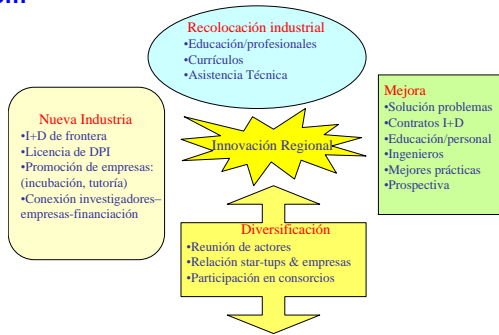 Recolocación industrial
•Educación/profesionales
•Currículos
•Asistencia Técnica
Nueva Industria
•I+D de frontera
•Licencia de DPI
•Promoción de empresas:
(incubación, tutoría)
•Conexión investigadores–
empresas-financiación
Innovación Regional
Mejora
•Solución problemas
•Contratos I+D
•Educación/personal
•Ingenieros
•Mejores prácticas
•Prospectiva
Diversificación
•Reunión de actores
•Relación star-tups & empresas
•Participación en consorcios